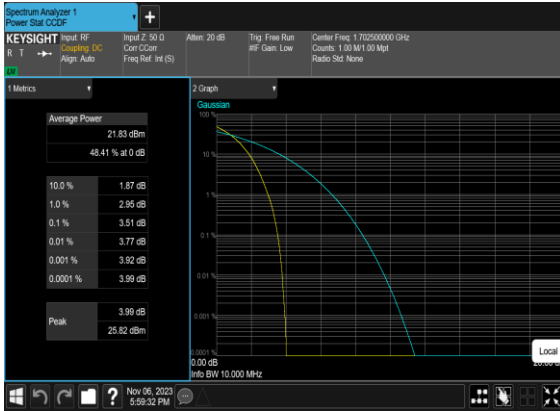 Spectrum Analyzer 1
Power Stat CCDF
KEYSIGHT
R T
LXI
Input: RF
Coupling: DC
Align: Auto
Input Z: 50 Ω
Corr CCorr
Freq Ref: Int (S)
Atten: 20 dB
Trig: Free Run
#IF Gain: Low
Center Freq: 1.702500000 GHz
Counts: 1.00 M/1.00 Mpt
Radio Std: None
1 Metrics
Average Power
21.83 dBm
48.41 % at 0 dB
10.0 % 1.87 dB
1.0 % 2.95 dB
0.1 % 3.51 dB
0.01 % 3.77 dB
0.001 % 3.92 dB
0.0001 % 3.99 dB
Peak
3.99 dB
25.82 dBm
2 Graph
Gaussian
100 %
10 %
1 %
0.1 %
0.01 %
0.001 %
0.0001 %
0.00 dB
Info BW 10.000 MHz
Local
Nov 06, 2023
5:59:32 PM